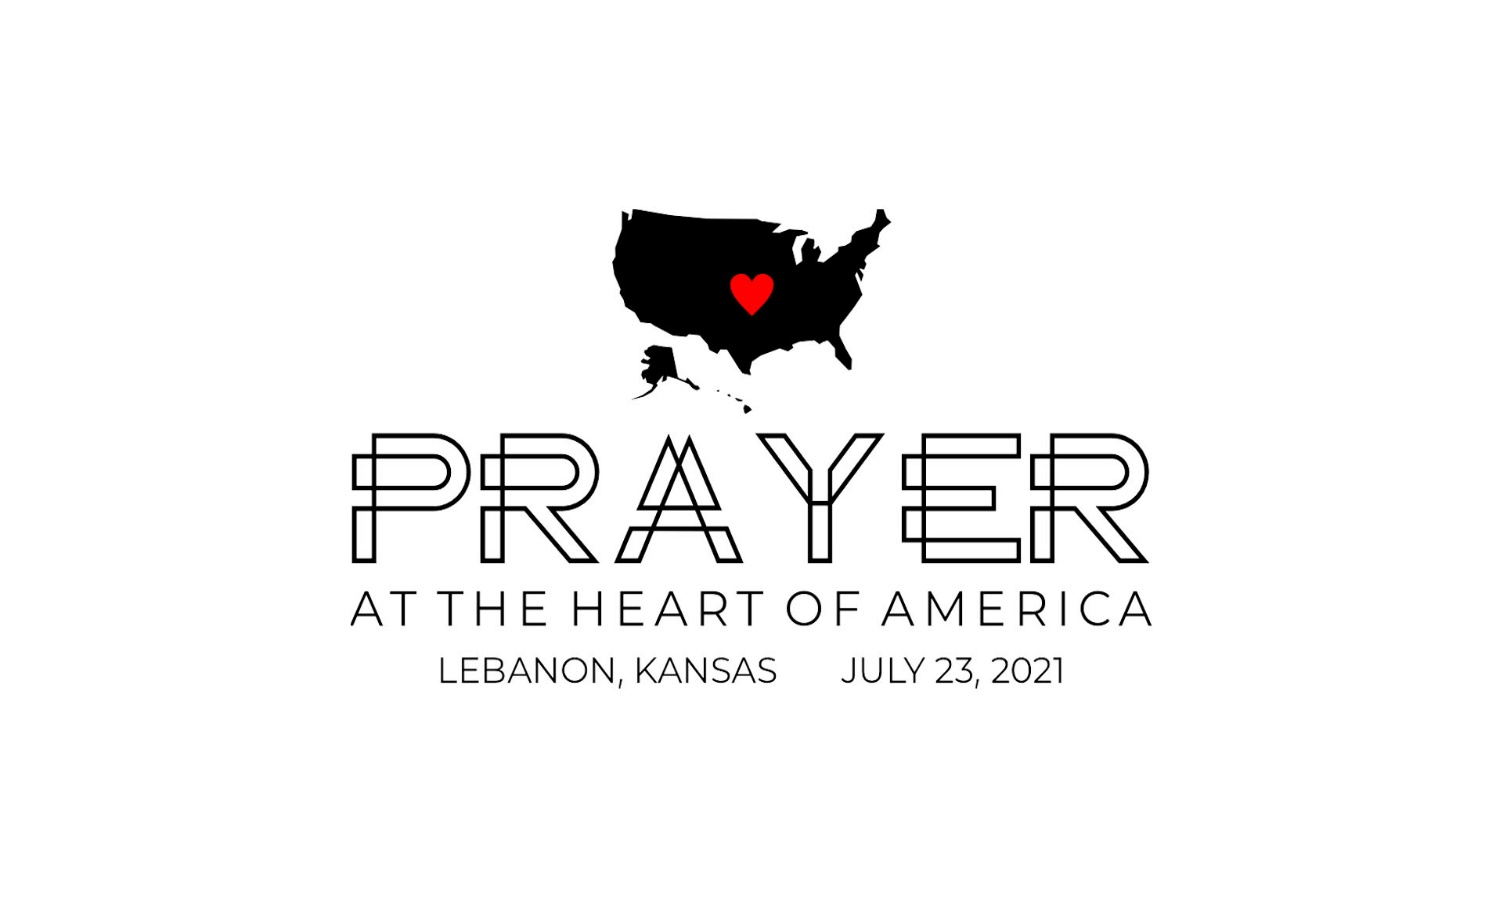 PRAYER
AT THE HEART OF AMERICA
LEBANON, KANSAS JULY 23, 2021